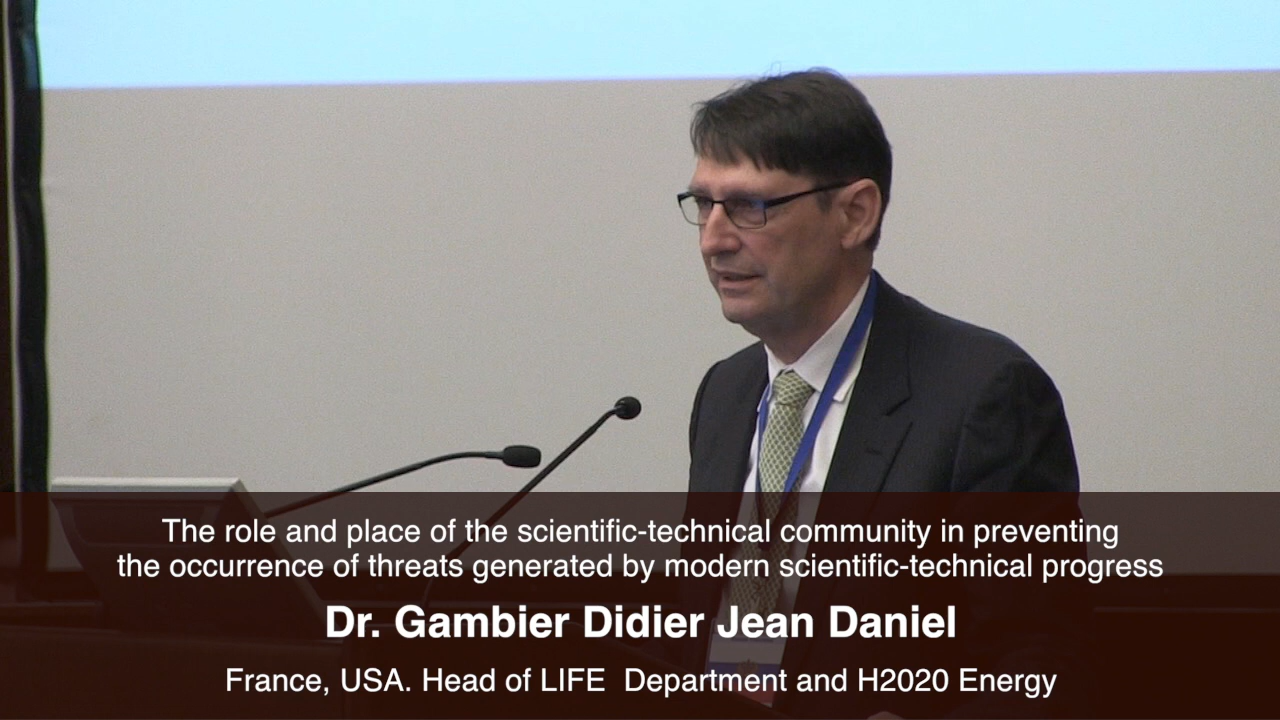 The role and place of the scientific-technical community in preventing
the occurrence of threats generated by modern scientific-technical progress
Dr. Gambier Didier Jean Daniel
France, USA. Head of LIFE  Department and H2020 Energy